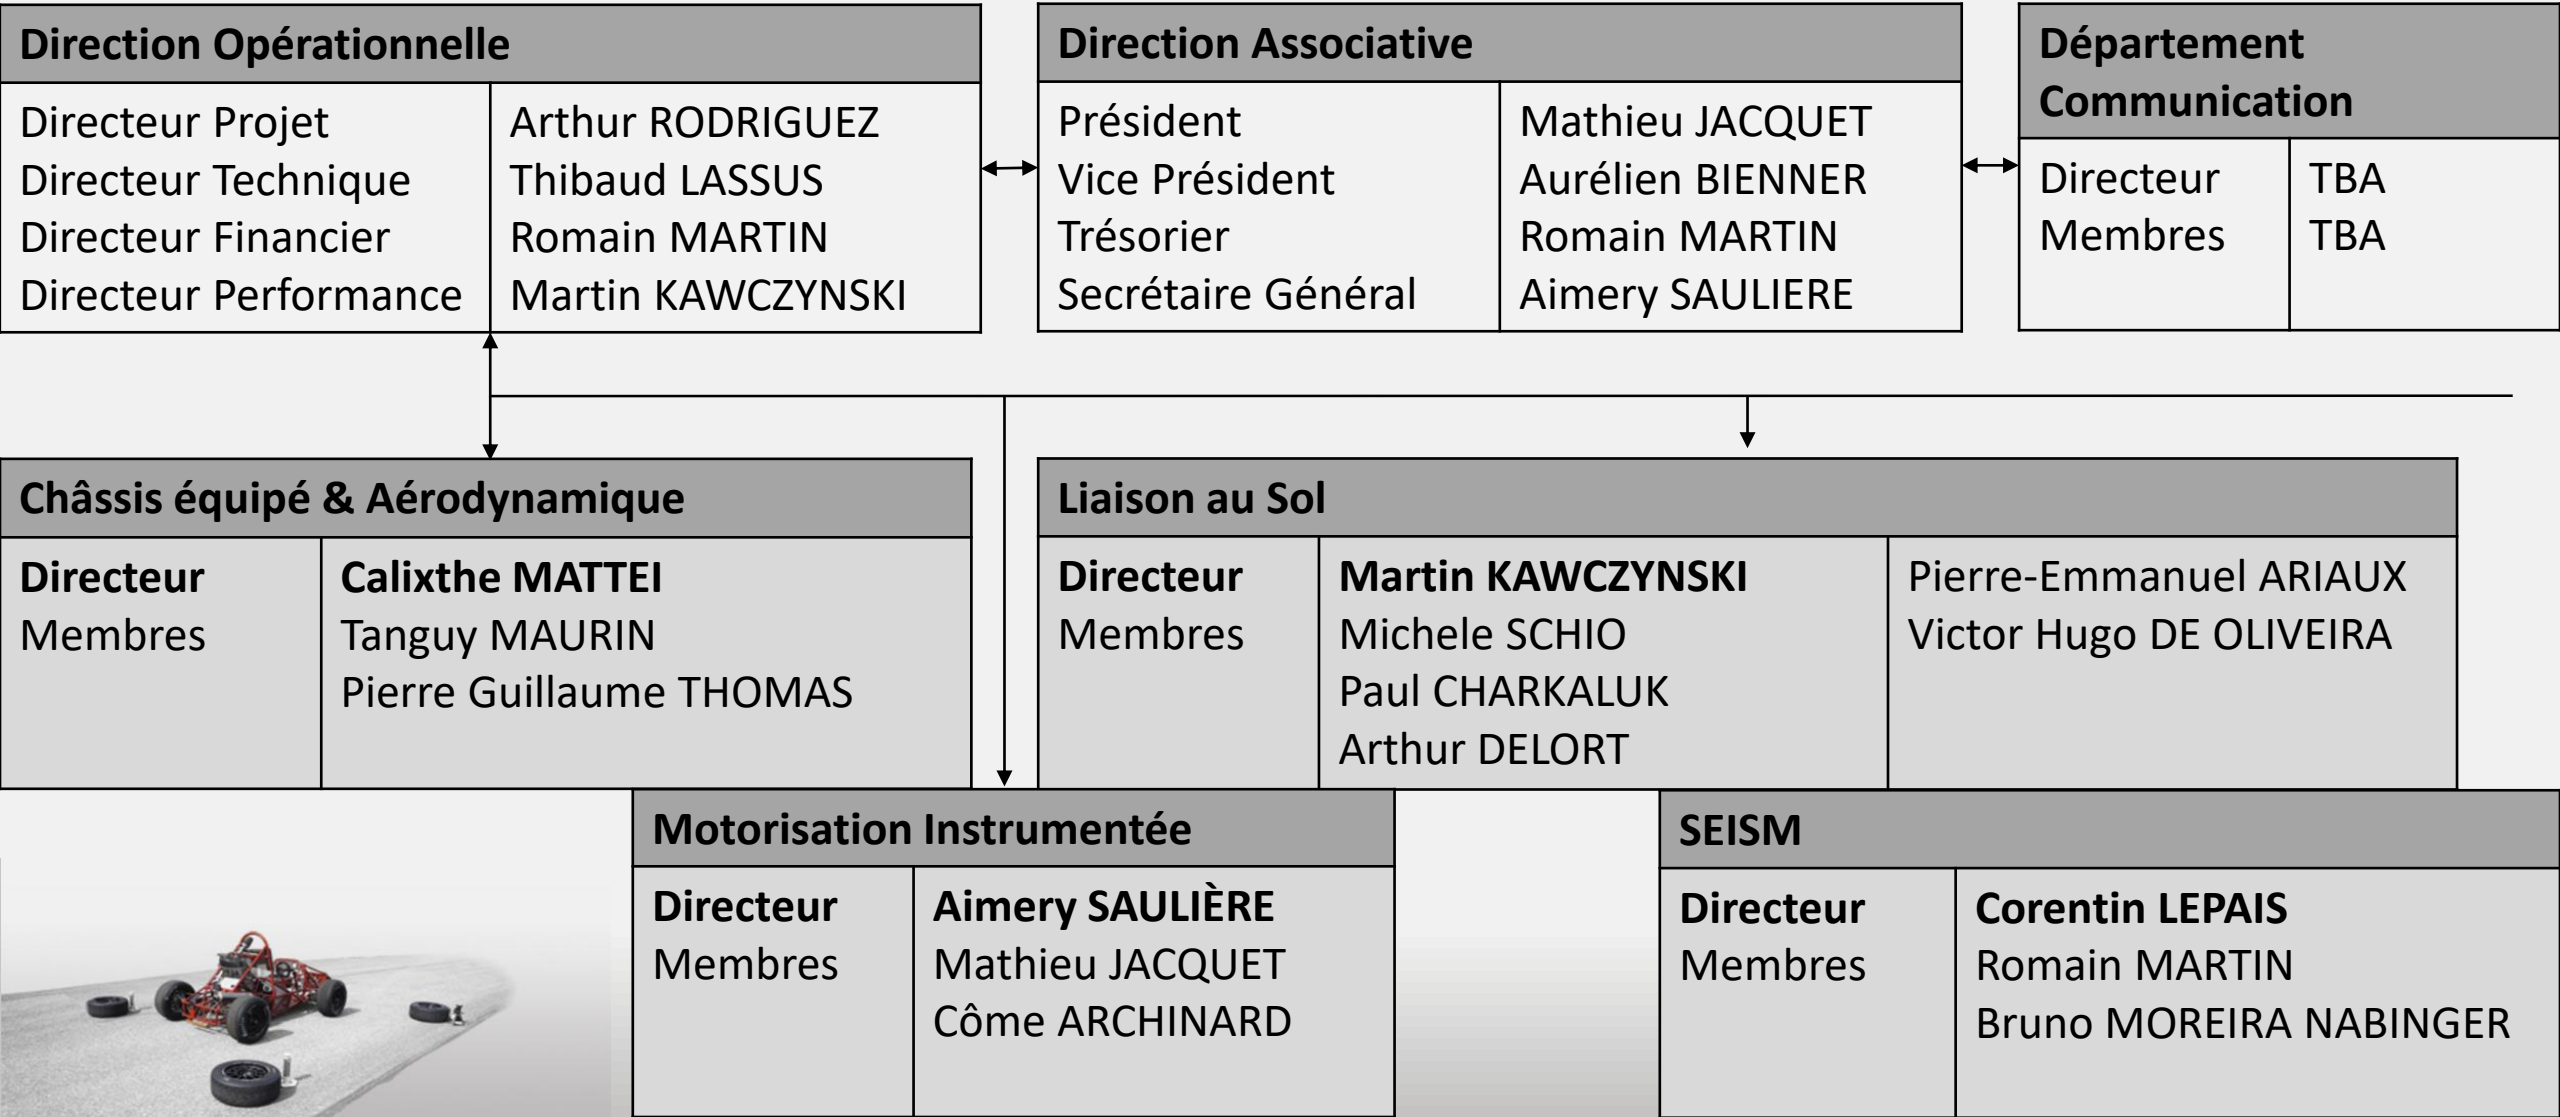 Direction Opérationnelle
Directeur Projet Arthur RODRIGUEZ
Directeur Technique Thibaud LASSUS
Directeur Financier Romain MARTIN
Directeur Performance Martin KAWCZYNSKI
Direction Associative
Président Mathieu JACQUET
Vice Président Aurélien BIENNER
Trésorier Romain MARTIN
Secrétaire Général Aimery SAULIERE
Département
Communication
Directeur TBA
Membres TBA
Châssis équipé & Aérodynamique
Directeur Calixthe MATTEI
Membres Tanguy MAURIN
Pierre Guillaume THOMAS
Liaison au Sol
Directeur Martin KAWCZYNSKI Pierre-Emmanuel ARIAUX
Membres Michele SCHIO Victor Hugo DE OLIVEIRA
Paul CHARKALUK
Arthur DELORT
Motorisation Instrumentée
Directeur Aimery SAULIÈRE
Membres Mathieu JACQUET
Côme ARCHINARD
SEISM
Directeur Corentin LEPAIS
Membres Romain MARTIN
Bruno MOREIRA NABINGER